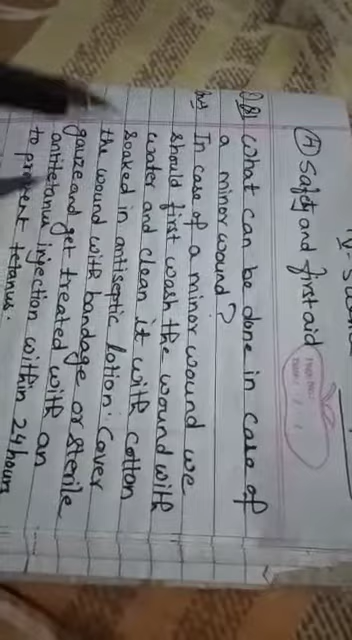 (A) Safety and first aid
Page No.:
Date: / /
Q1 What can be done in case of
a minor wound?
Ans In case of a minor wound we
should first wash the wound with
water and clean it with cotton
soaked in antiseptic lotion. Cover
the wound with bandage or sterile
gauze and get treated with an
antitetanus injection within 24 hours
to prevent tetanus.